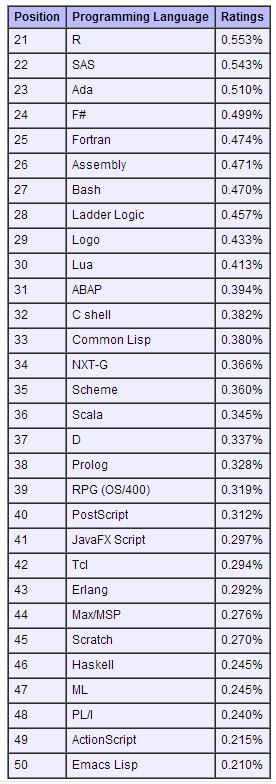 Position Programming Language Ratings
21 R 0.553%
22 SAS 0.543%
23 Ada 0.510%
24 F# 0.499%
25 Fortran 0.474%
26 Assembly 0.471%
27 Bash 0.470%
28 Ladder Logic 0.457%
29 Logo 0.433%
30 Lua 0.413%
31 ABAP 0.394%
32 C shell 0.382%
33 Common Lisp 0.380%
34 NXT-G 0.366%
35 Scheme 0.360%
36 Scala 0.345%
37 D 0.337%
38 Prolog 0.328%
39 RPG (OS/400) 0.319%
40 PostScript 0.312%
41 JavaFX Script 0.297%
42 Tcl 0.294%
43 Erlang 0.292%
44 Max/MSP 0.276%
45 Scratch 0.270%
46 Haskell 0.245%
47 ML 0.245%
48 PL/I 0.240%
49 ActionScript 0.215%
50 Emacs Lisp 0.210%